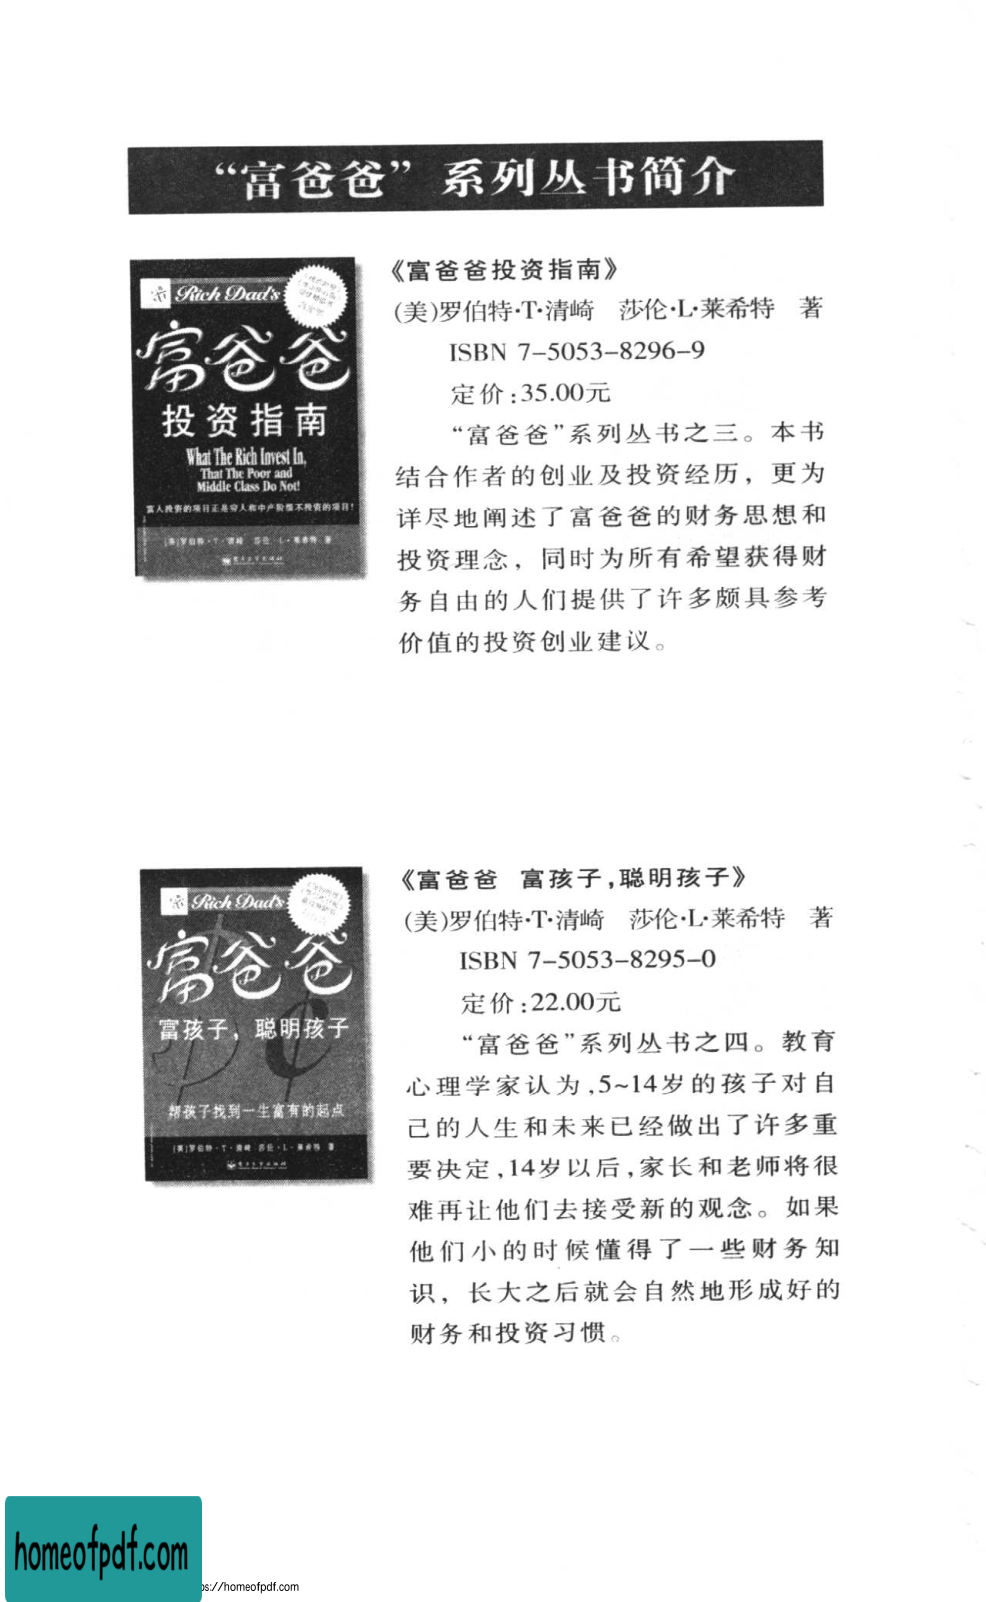 “富爸爸”系列丛书简介
Rich Dad's
富爸爸
投资指南
What The Rich Invest In,
That The Poor and
Middle Class Do Not!
富人投资的项目正是穷人和中产阶级不投资的项目!
[美]罗伯特·T·清崎 莎伦·L·莱希特 著
电子工业出版社
《富爸爸投资指南》
(美)罗伯特·T·清崎 莎伦·L·莱希特 著
ISBN 7-5053-8296-9
定价:35.00元
“富爸爸”系列丛书之三。本书
结合作者的创业及投资经历，更为
详尽地阐述了富爸爸的财务思想和
投资理念，同时为所有希望获得财
务自由的人们提供了许多颇具参考
价值的投资创业建议。
Rich Dad's
富爸爸
富孩子，聪明孩子
帮孩子找到一生富有的起点
[美]罗伯特·T·清崎 莎伦·L·莱希特 著
电子工业出版社
《富爸爸 富孩子,聪明孩子》
(美)罗伯特·T·清崎 莎伦·L·莱希特 著
ISBN 7-5053-8295-0
定价:22.00元
“富爸爸”系列丛书之四。教育
心理学家认为,5~14岁的孩子对自
己的人生和未来已经做出了许多重
要决定,14岁以后,家长和老师将很
难再让他们去接受新的观念。如果
他们小的时候懂得了一些财务知
识，长大之后就会自然地形成好的
财务和投资习惯。
homeofpdf.com
ps://homeofpdf.com